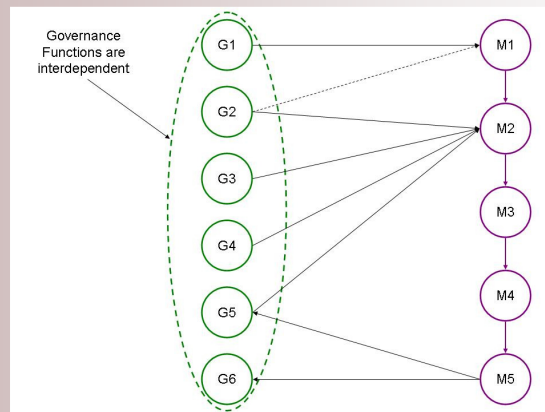 Governance
Functions are
interdependent
G1
M1
G2
M2
G3
M3
G4
M4
G5
M5
G6